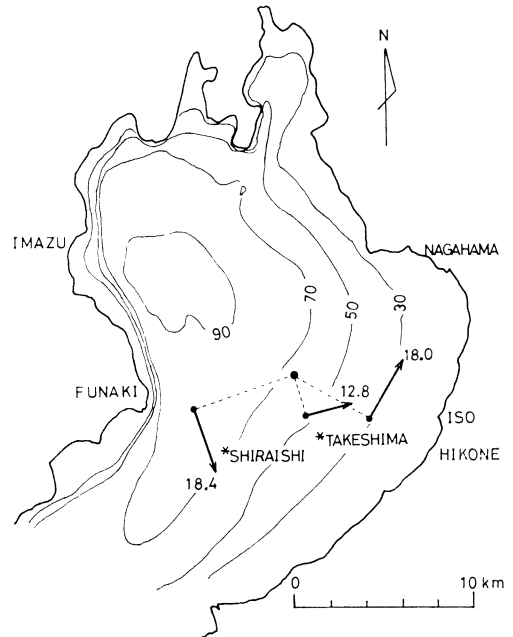 N
IMAZU
NAGAHAMA
70
50
30
90
18.0
FUNAKI
12.8
ISO
*TAKESHIMA
*SHIRAISHI
HIKONE
18.4
0 10 km